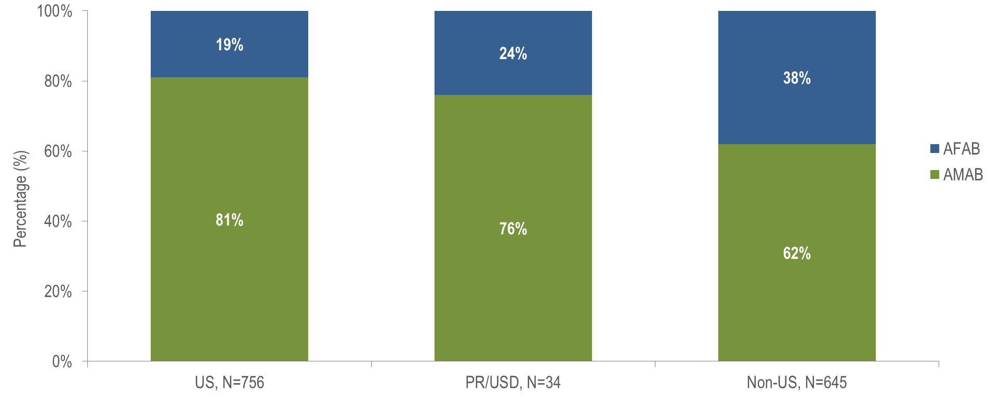 Percentage (%)
100%
80%
60%
40%
20%
0%
19%
81%
24%
76%
38%
62%
US, N=756
PR/USD, N=34
Non-US, N=645
AFAB
AMAB